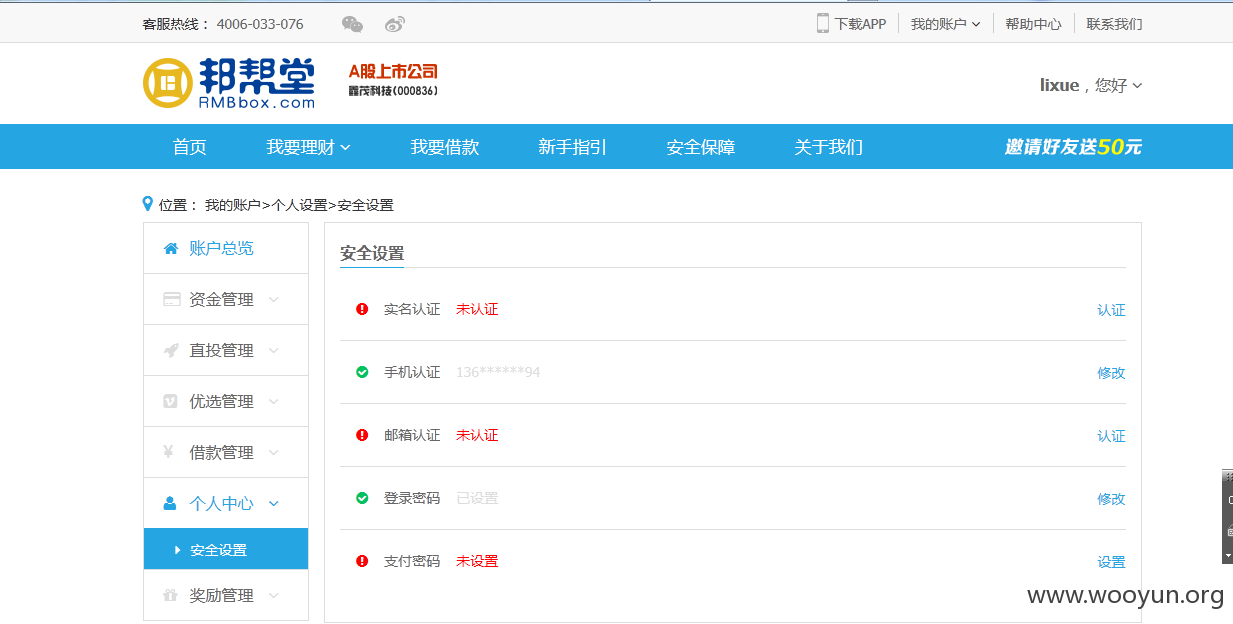 客服热线： 4006-033-076 下载APP 我的账户 帮助中心 联系我们
邦帮堂
RMBbox.com
A股上市公司
鑫茂科技(000836)
lixue，您好
首页 我要理财 我要借款 新手指引 安全保障 关于我们 邀请好友送50元
位置： 我的账户>个人设置>安全设置
账户总览
资金管理
直投管理
优选管理
借款管理
个人中心
安全设置
奖励管理
安全设置
实名认证 未认证 认证
手机认证 136******94 修改
邮箱认证 未认证 认证
登录密码 已设置 修改
支付密码 未设置 设置
www.wooyun.org